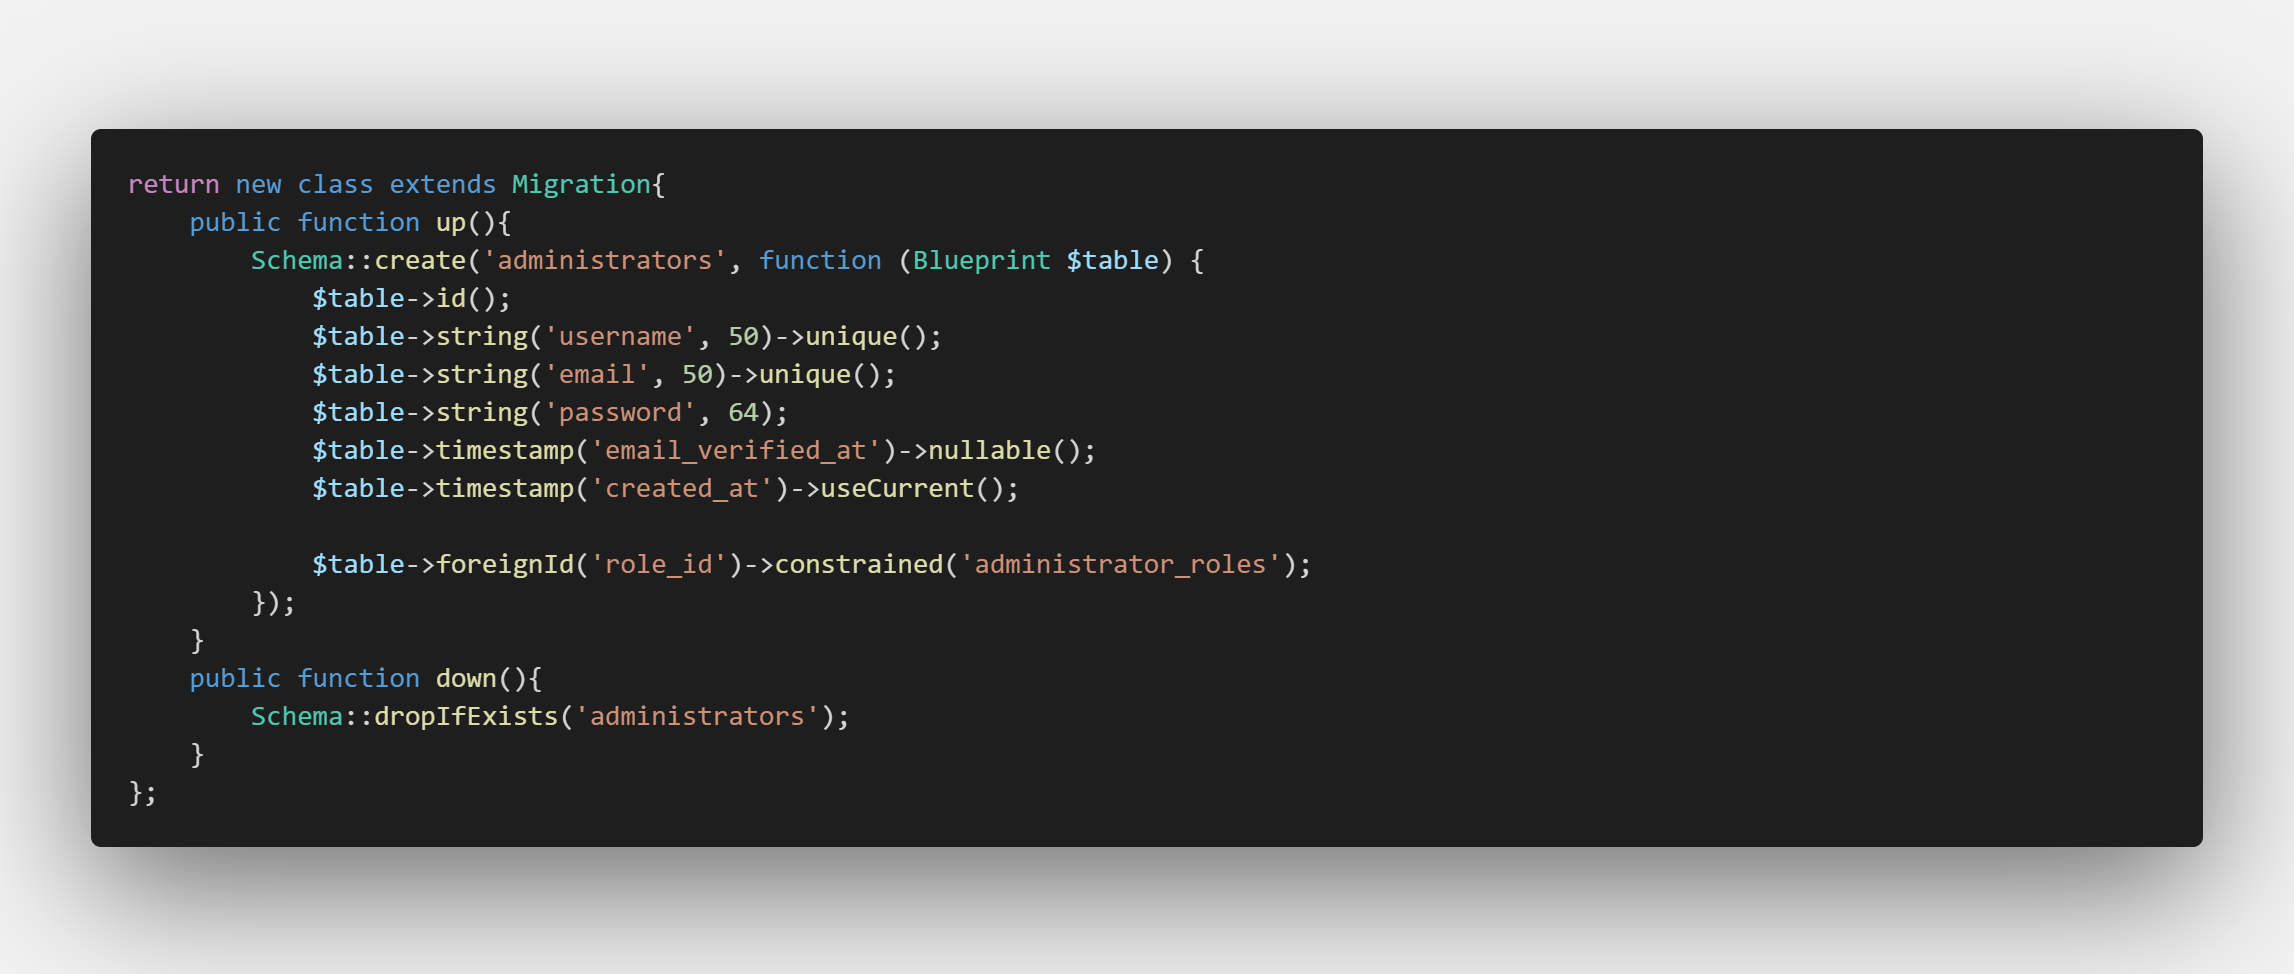 return new class extends Migration{
    public function up(){
        Schema::create('administrators', function (Blueprint $table) {
            $table->id();
            $table->string('username', 50)->unique();
            $table->string('email', 50)->unique();
            $table->string('password', 64);
            $table->timestamp('email_verified_at')->nullable();
            $table->timestamp('created_at')->useCurrent();

            $table->foreignId('role_id')->constrained('administrator_roles');
        });
    }
    public function down(){
        Schema::dropIfExists('administrators');
    }
};